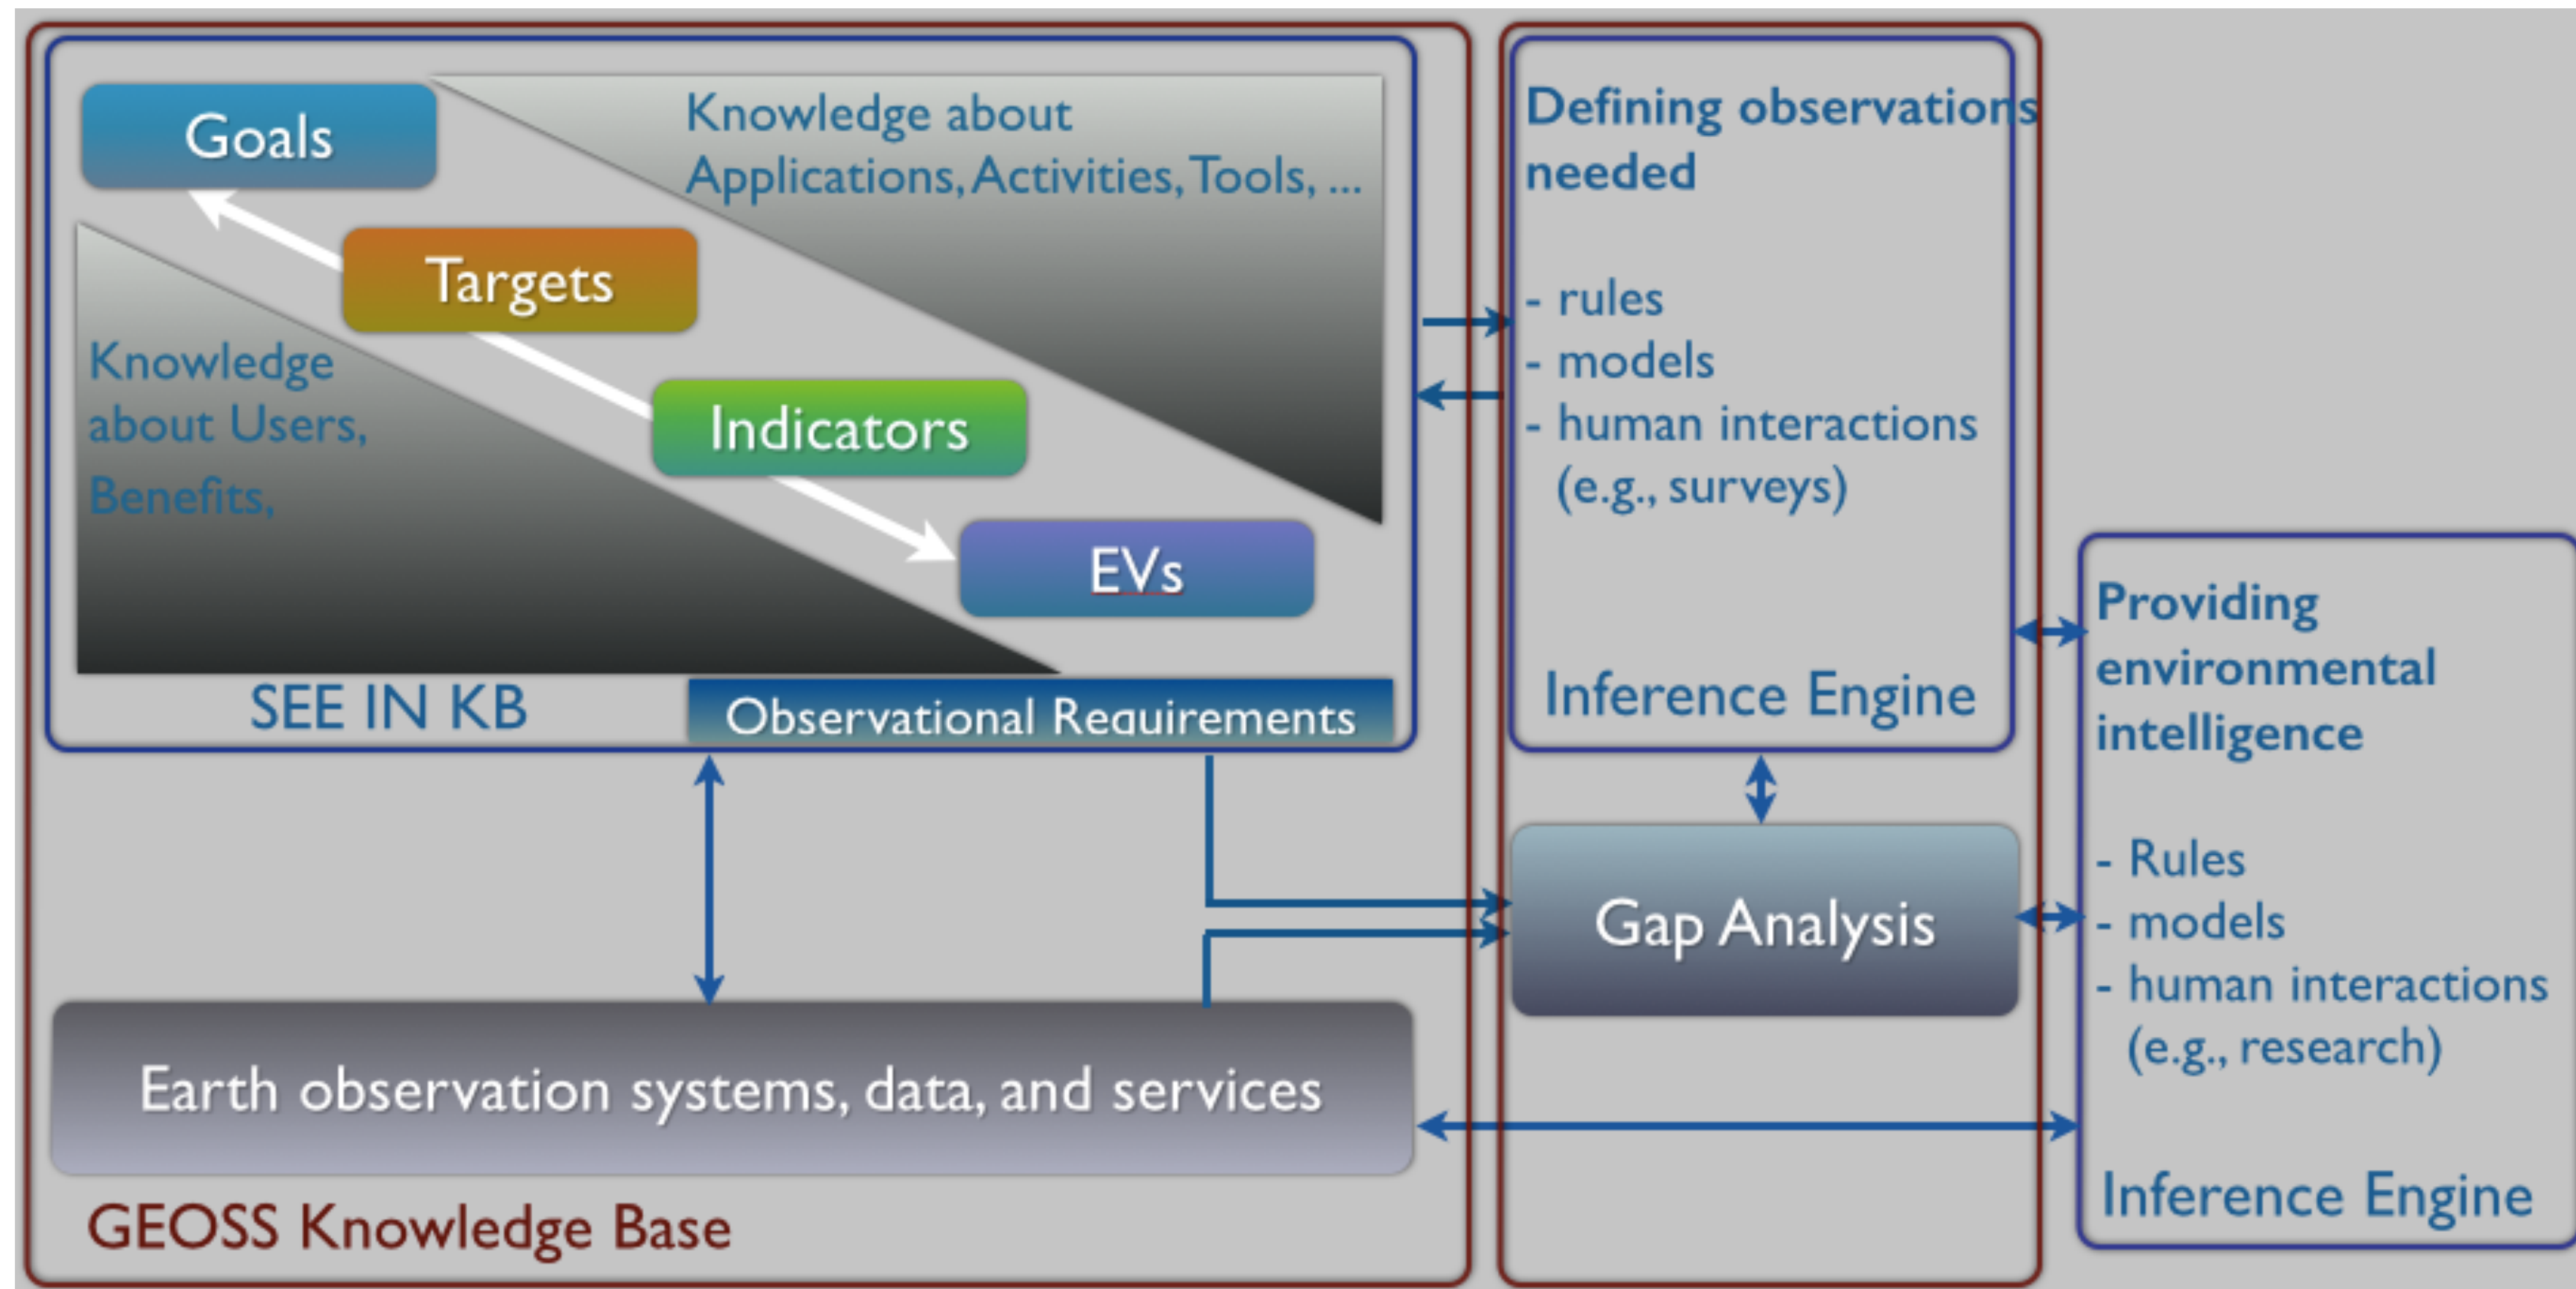 Goals
Knowledge about
Applications, Activities, Tools, ...
Targets
Knowledge
about Users,
Benefits,
Indicators
EVs
SEE IN KB
Observational Requirements
Earth observation systems, data, and services
GEOSS Knowledge Base
Defining observations
needed
- rules
- models
- human interactions
(e.g., surveys)
Inference Engine
Gap Analysis
Providing
environmental
intelligence
- Rules
- models
- human interactions
(e.g., research)
Inference Engine